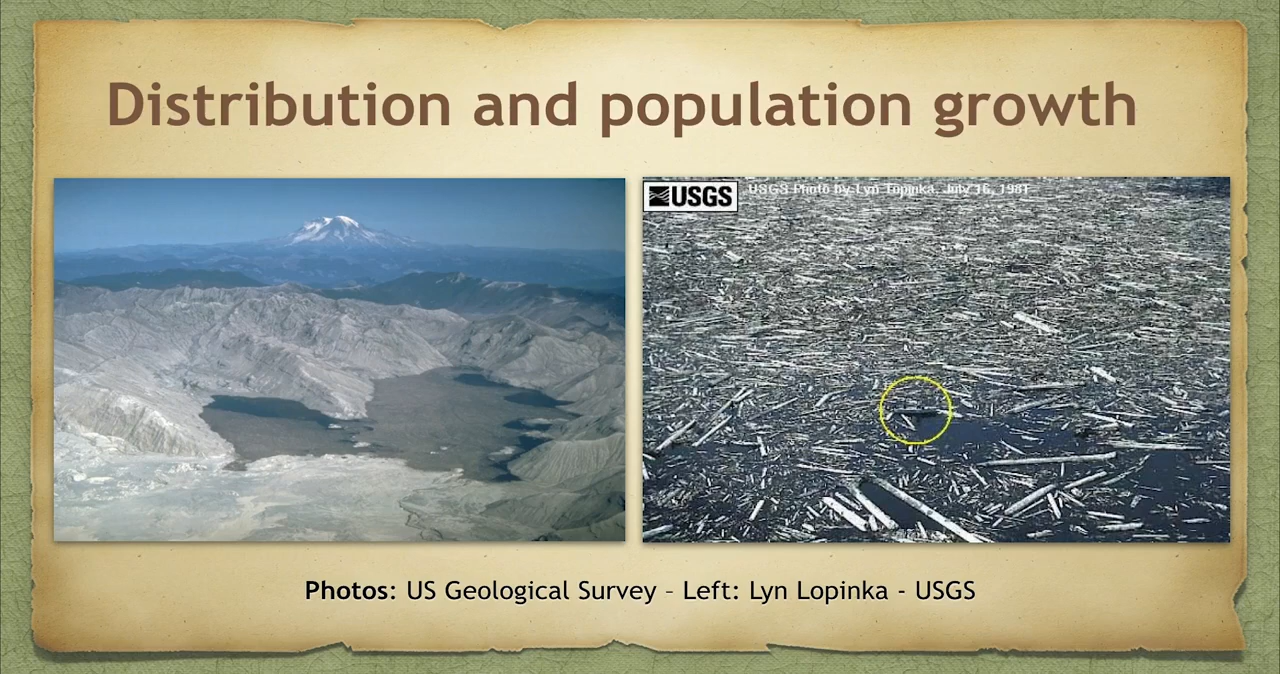 Distribution and population growth
USGS
USGS Photo by Lyn Topinka, July 16, 1981
Photos: US Geological Survey – Left: Lyn Lopinka - USGS